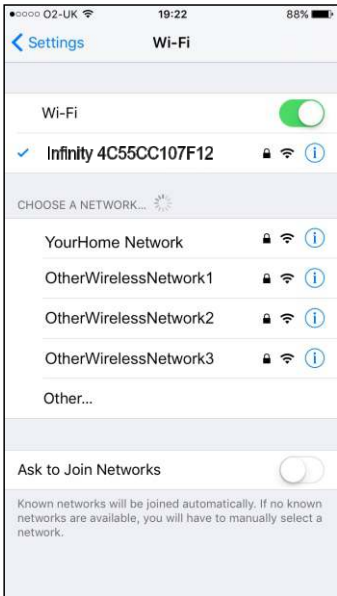 O2-UK 19:22 88%
Settings Wi-Fi
Wi-Fi
Infinity 4C55CC107F12
CHOOSE A NETWORK...
YourHome Network
OtherWirelessNetwork1
OtherWirelessNetwork2
OtherWirelessNetwork3
Other...
Ask to Join Networks
Known networks will be joined automatically. If no known
networks are available, you will have to manually select a
network.